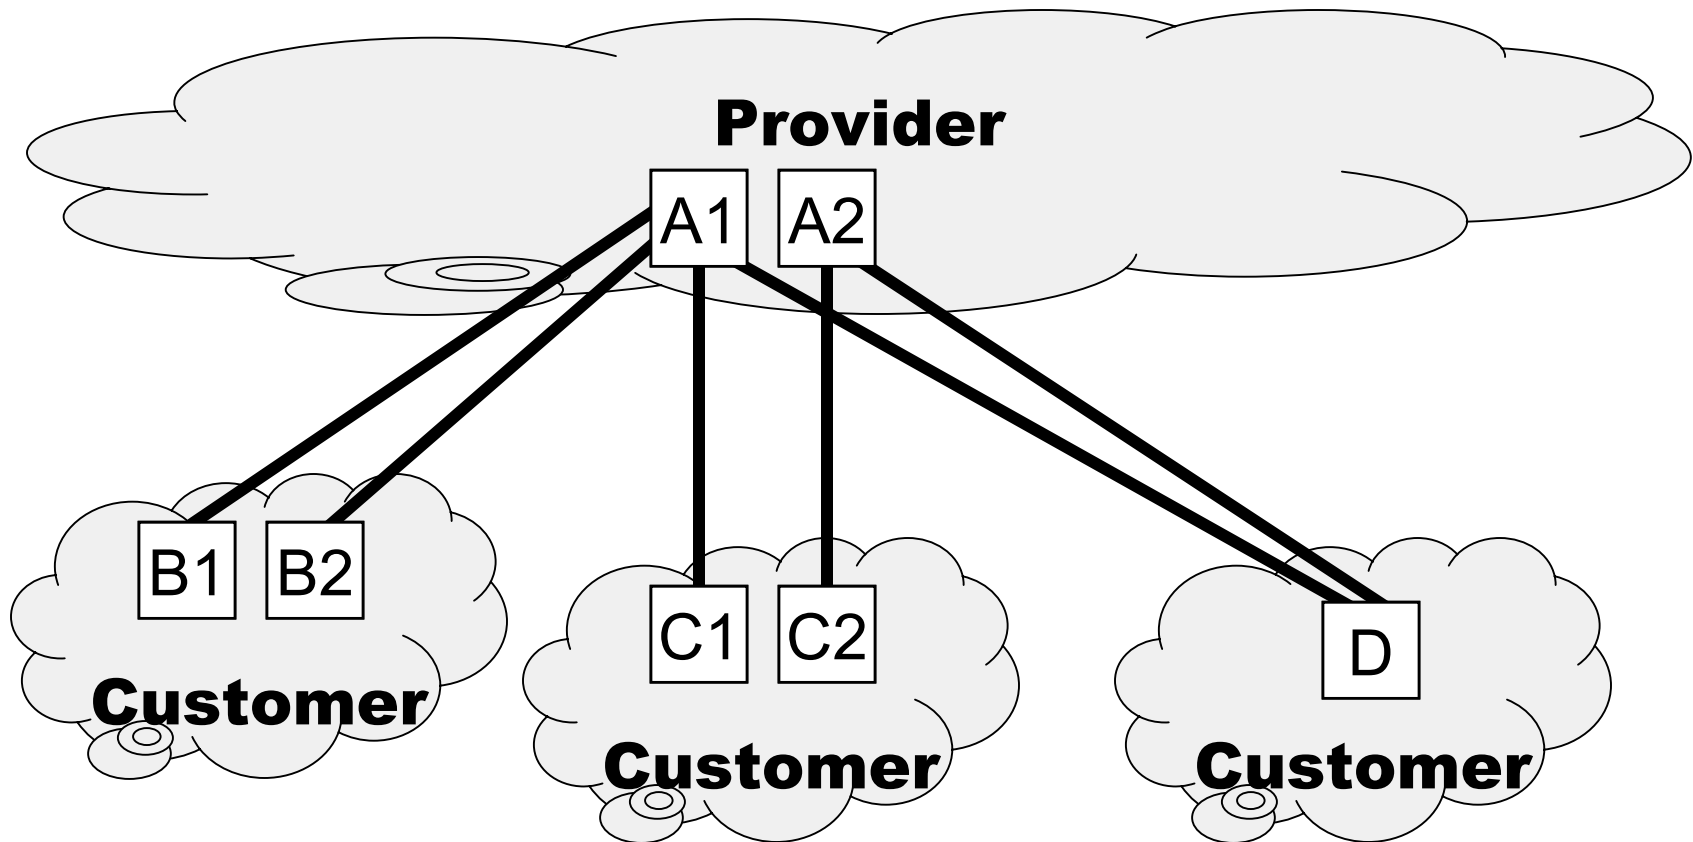 Provider
A1 A2
B1 B2
Customer
C1 C2
Customer
D
Customer